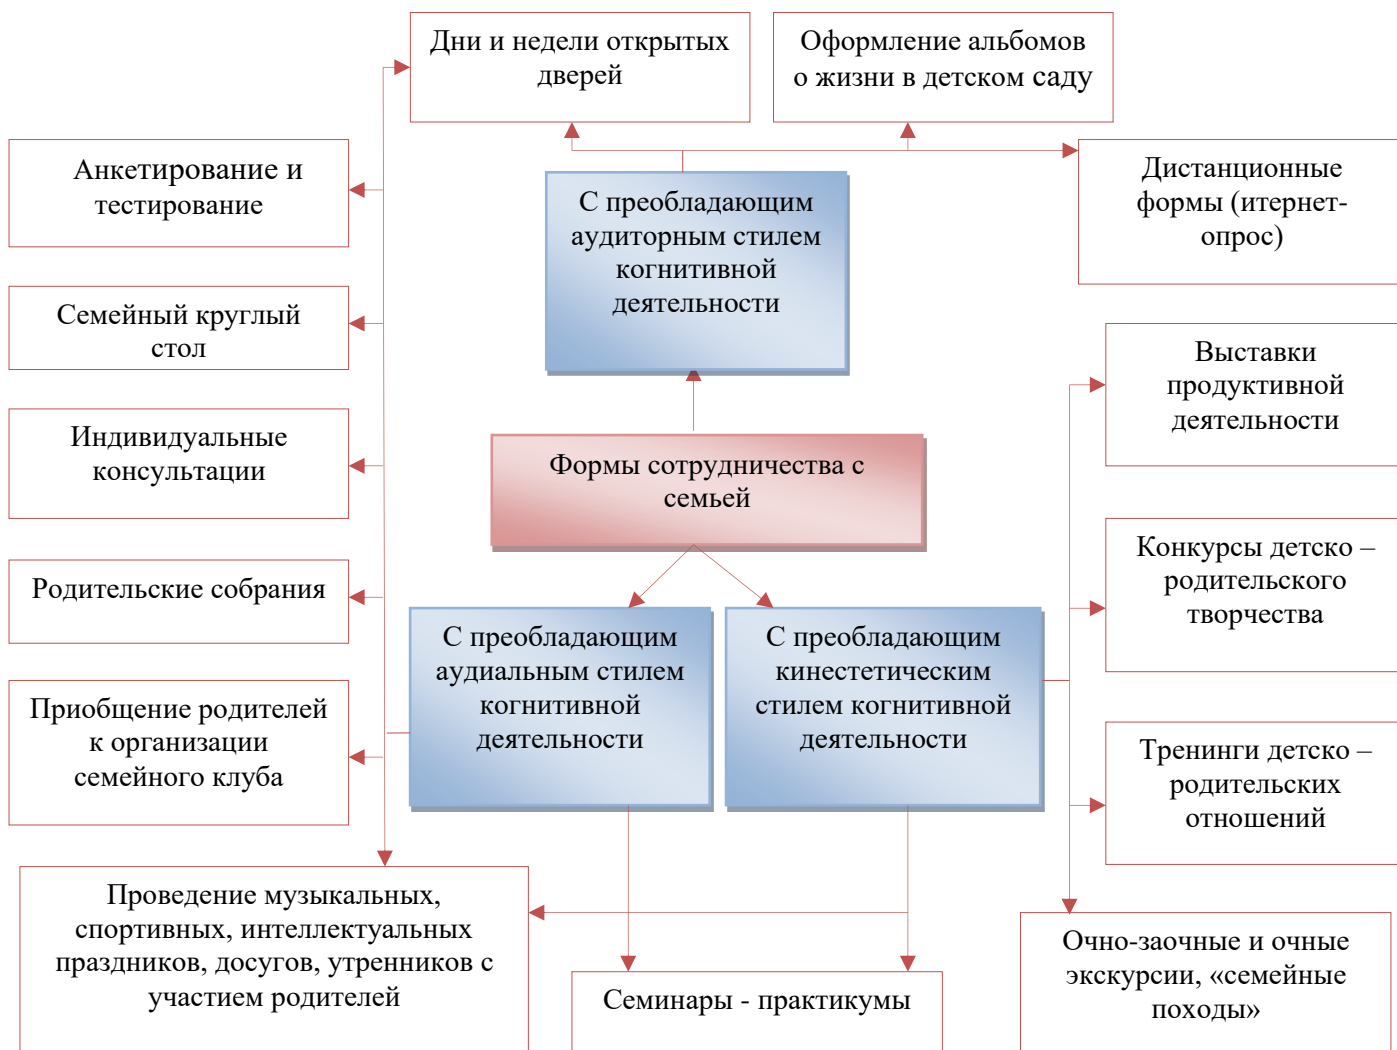 Дни и недели открытых
дверей
Оформление альбомов
о жизни в детском саду
Анкетирование и
тестирование
С преобладающим
аудиторным стилем
когнитивной
деятельности
Дистанционные
формы (итернет-
опрос)
Семейный круглый
стол
Выставки
продуктивной
деятельности
Индивидуальные
консультации
Формы сотрудничества с
семьей
Конкурсы детско –
родительского
творчества
Родительские собрания
С преобладающим
аудиальным стилем
когнитивной
деятельности
С преобладающим
кинестетическим
стилем когнитивной
деятельности
Приобщение родителей
к организации
семейного клуба
Тренинги детско –
родительских
отношений
Проведение музыкальных,
спортивных, интеллектуальных
праздников, досугов, утренников с
участием родителей
Семинары - практикумы
Очно-заочные и очные
экскурсии, «семейные
походы»